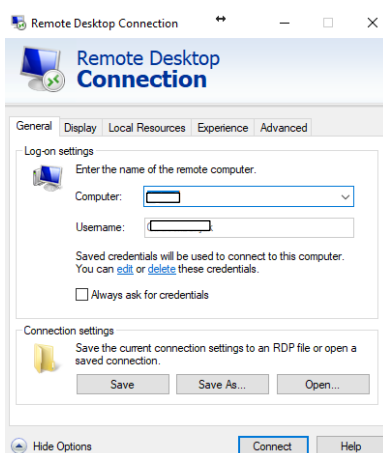 Remote Desktop Connection
Remote Desktop
Connection
General Display Local Resources Experience Advanced
Log-on settings
Enter the name of the remote computer.
Computer:
Username:
Saved credentials will be used to connect to this computer.
You can edit or delete these credentials.
Always ask for credentials
Connection settings
Save the current connection settings to an RDP file or open a
saved connection.
Save Save As... Open...
Hide Options Connect Help